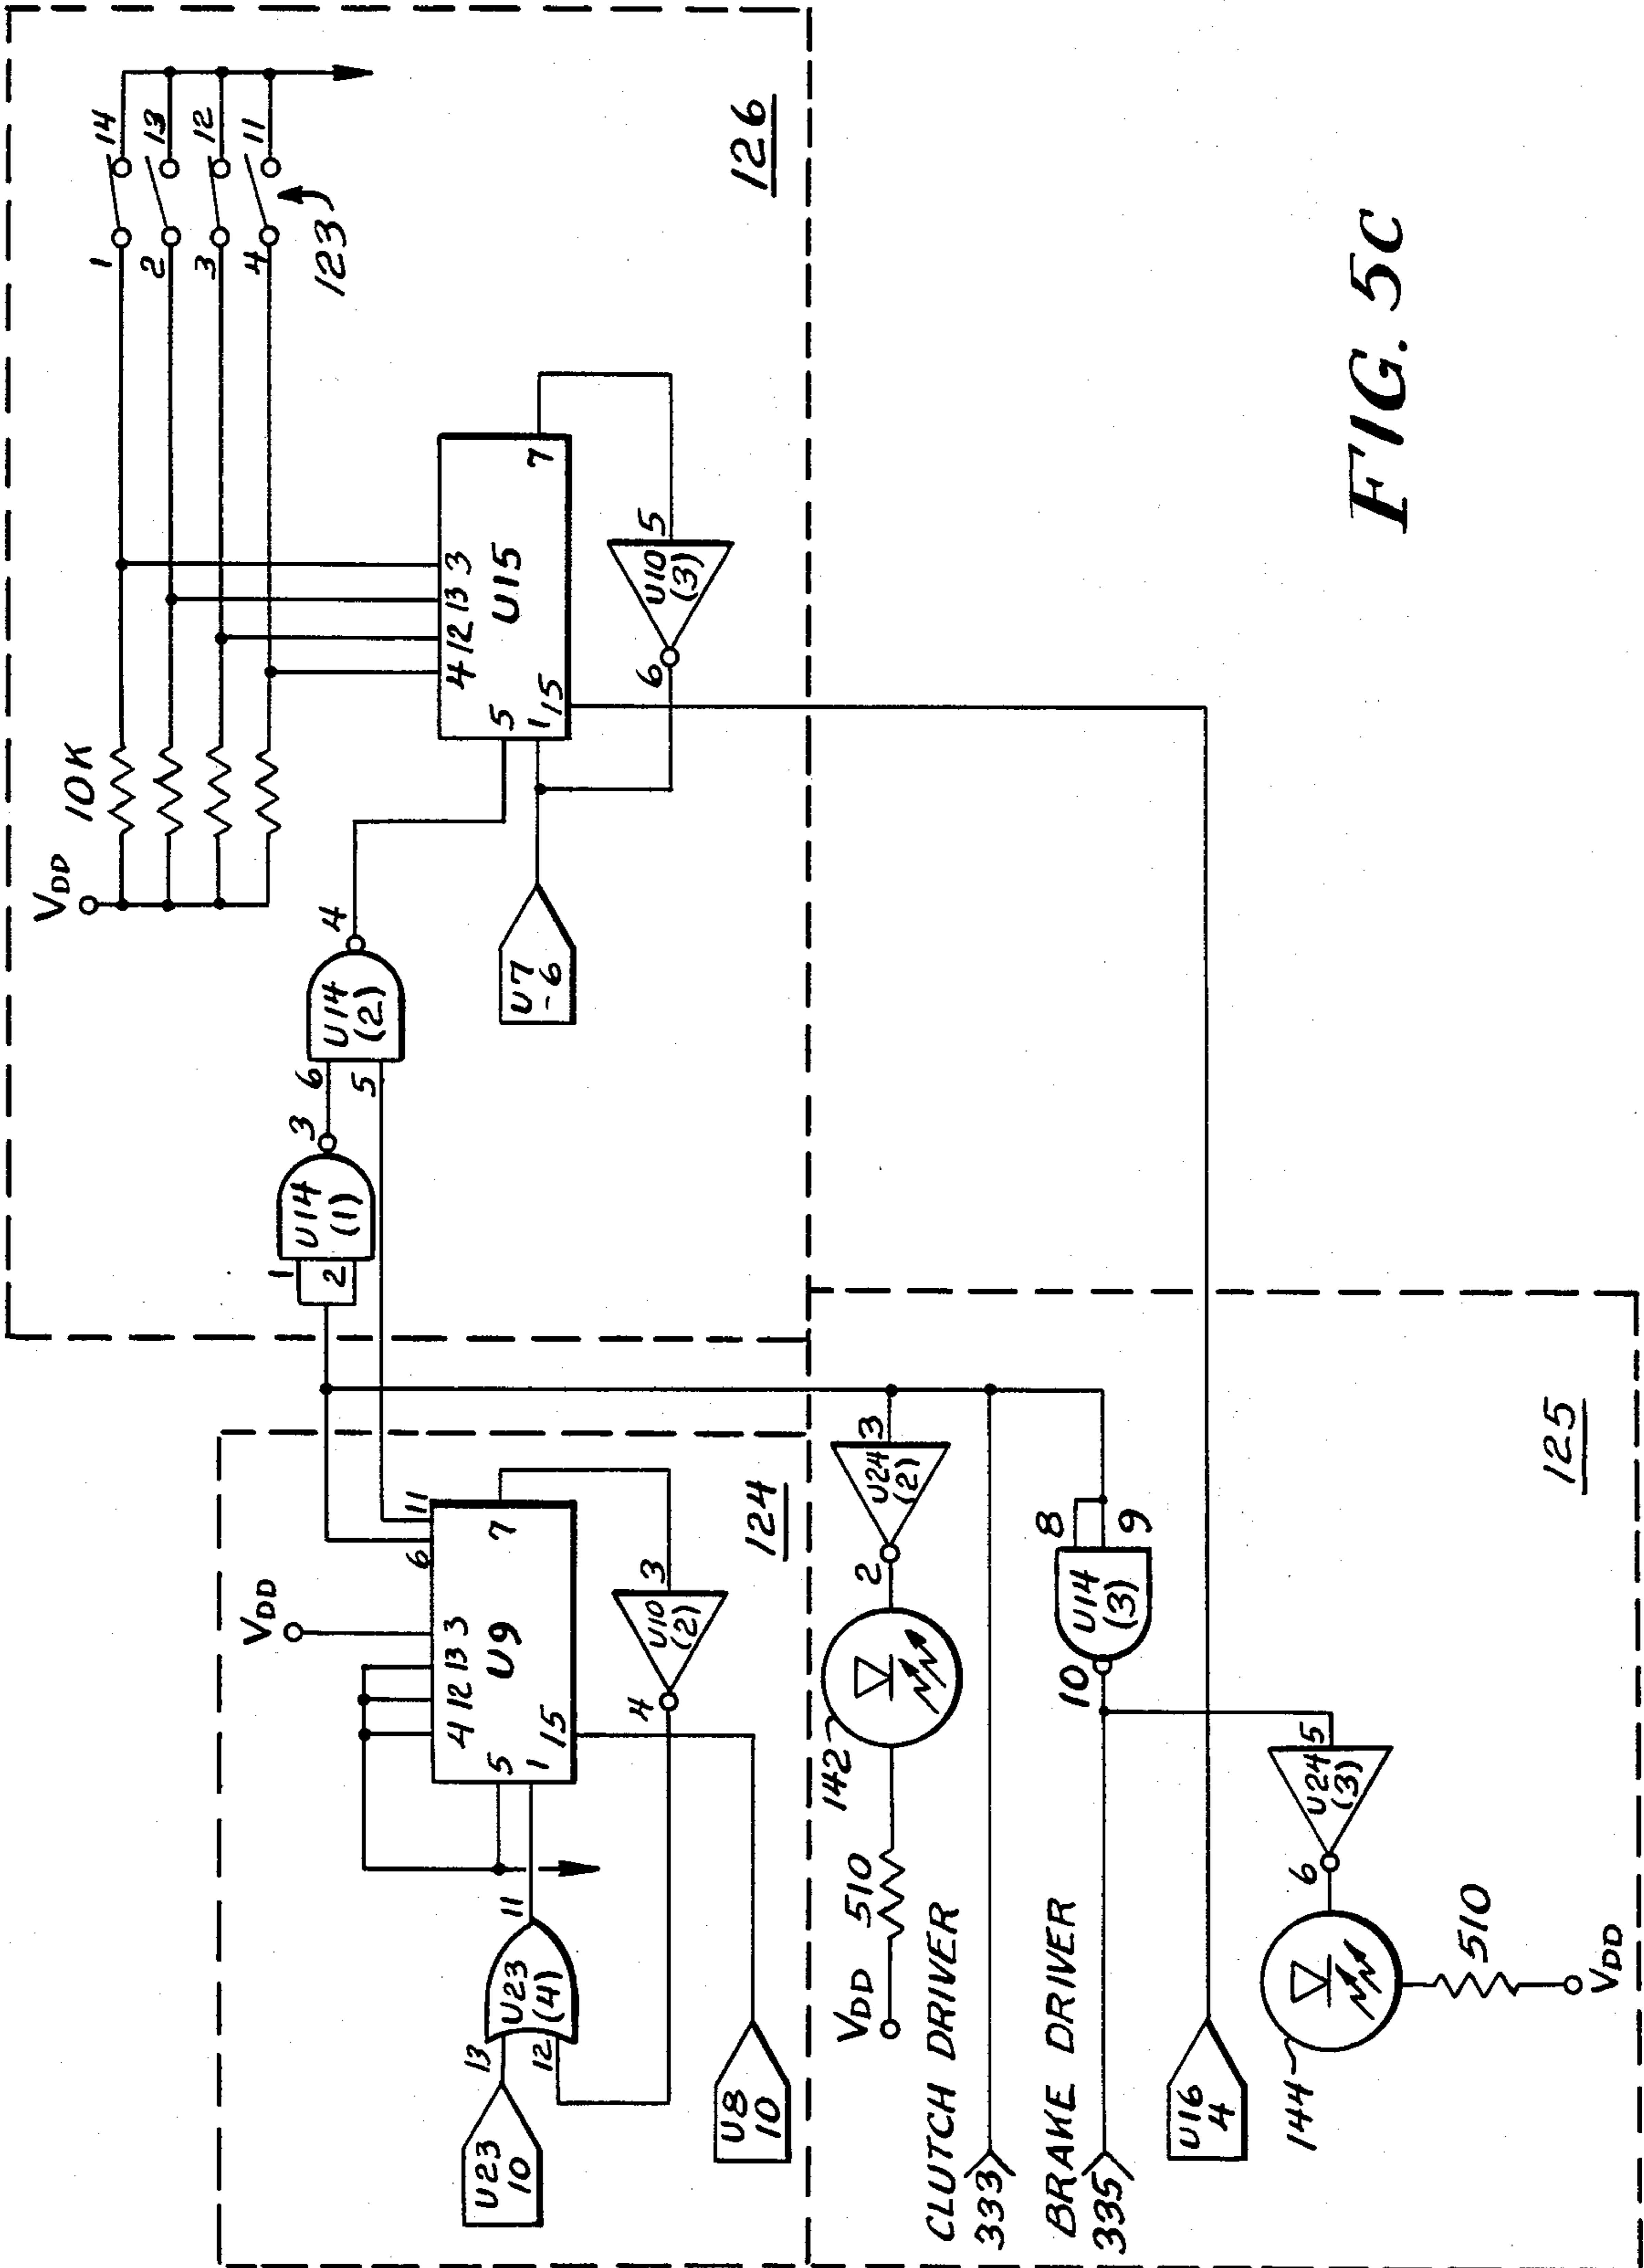 VDD
10K
1
14
2
13
3
12
4
11
123
126
U14
(1)
1
2
3
U14
(2)
6
5
4
U15
4 12 13 3
5
1
15
7
U10
(3)
5
6
U7
-6
124
VDD
U9
4 12 13 3
6
11
5
1
15
7
U10
(2)
3
4
U23
(4)
13
12
11
U23
10
U8
10
125
U24
(2)
3
2
142
510
VDD
CLUTCH DRIVER
333
U14
(3)
8
9
10
BRAKE DRIVER
335
U16
4
U24
(3)
5
6
144
510
VDD
FIG. 5C